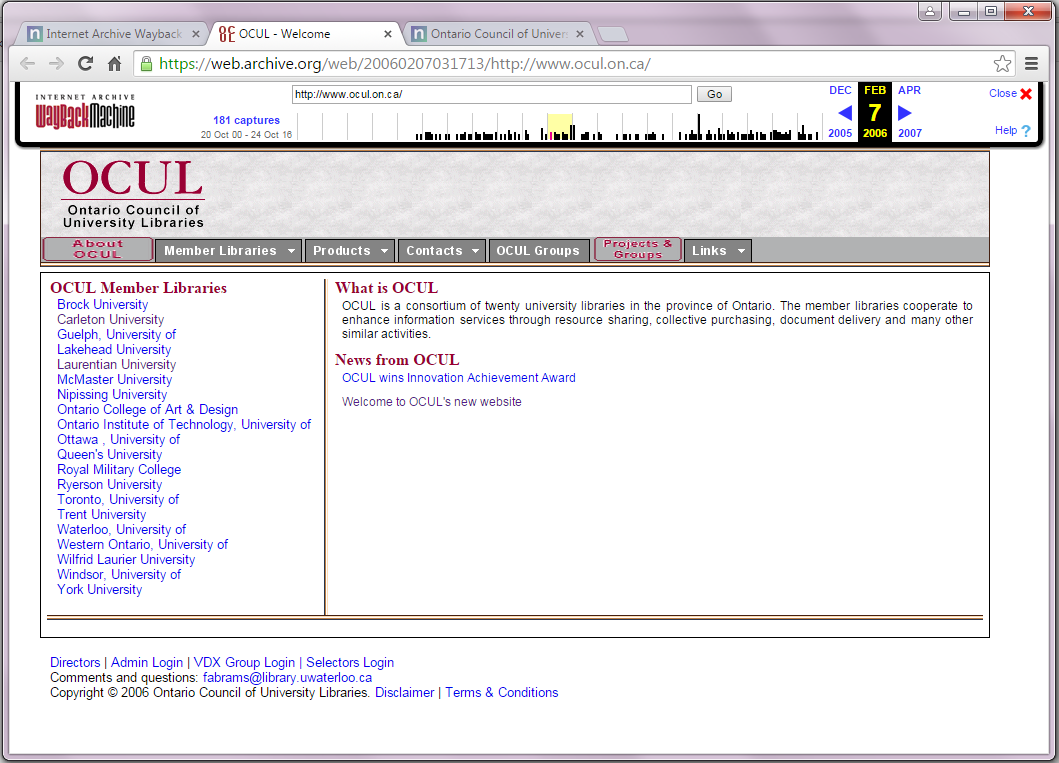 Internet Archive Wayback
OCUL - Welcome
Ontario Council of Univers
https://web.archive.org/web/20060207031713/http://www.ocul.on.ca/
INTERNET ARCHIVE
WayBackMachine
http://www.ocul.on.ca/
Go
181 captures
20 Oct 00 - 24 Oct 16
DEC FEB APR
7
2005 2006 2007
Close
Help ?
OCUL
Ontario Council of
University Libraries
About OCUL
Member Libraries
Products
Contacts
OCUL Groups
Projects & Groups
Links
OCUL Member Libraries
Brock University
Carleton University
Guelph, University of
Lakehead University
Laurentian University
McMaster University
Nipissing University
Ontario College of Art & Design
Ontario Institute of Technology, University of
Ottawa , University of
Queen's University
Royal Military College
Ryerson University
Toronto, University of
Trent University
Waterloo, University of
Western Ontario, University of
Wilfrid Laurier University
Windsor, University of
York University
What is OCUL
OCUL is a consortium of twenty university libraries in the province of Ontario. The member libraries cooperate to
enhance information services through resource sharing, collective purchasing, document delivery and many other
similar activities.
News from OCUL
OCUL wins Innovation Achievement Award
Welcome to OCUL's new website
Directors | Admin Login | VDX Group Login | Selectors Login
Comments and questions: fabrams@library.uwaterloo.ca
Copyright © 2006 Ontario Council of University Libraries. Disclaimer | Terms & Conditions